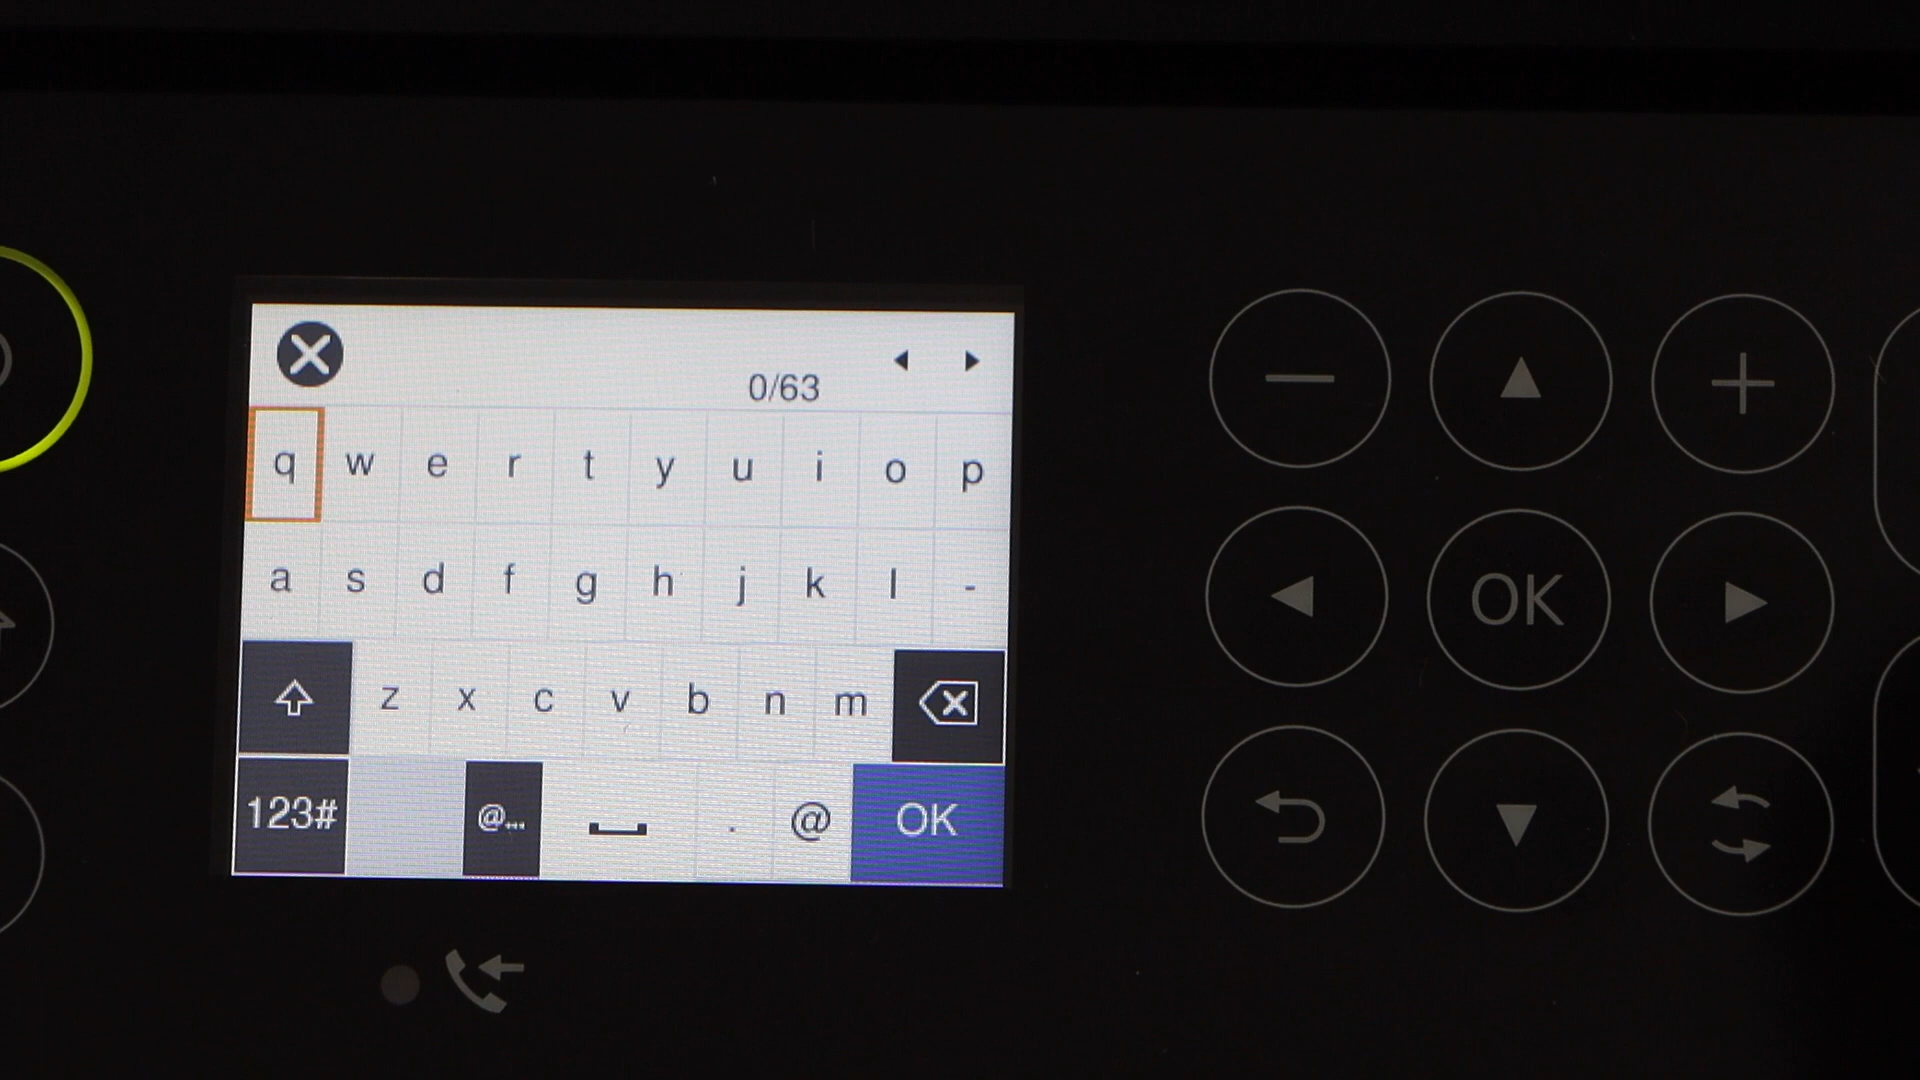 0/63
q w e r t y u i o p
a s d f g h j k l -
z x c v b n m
123# @... . @ OK
OK